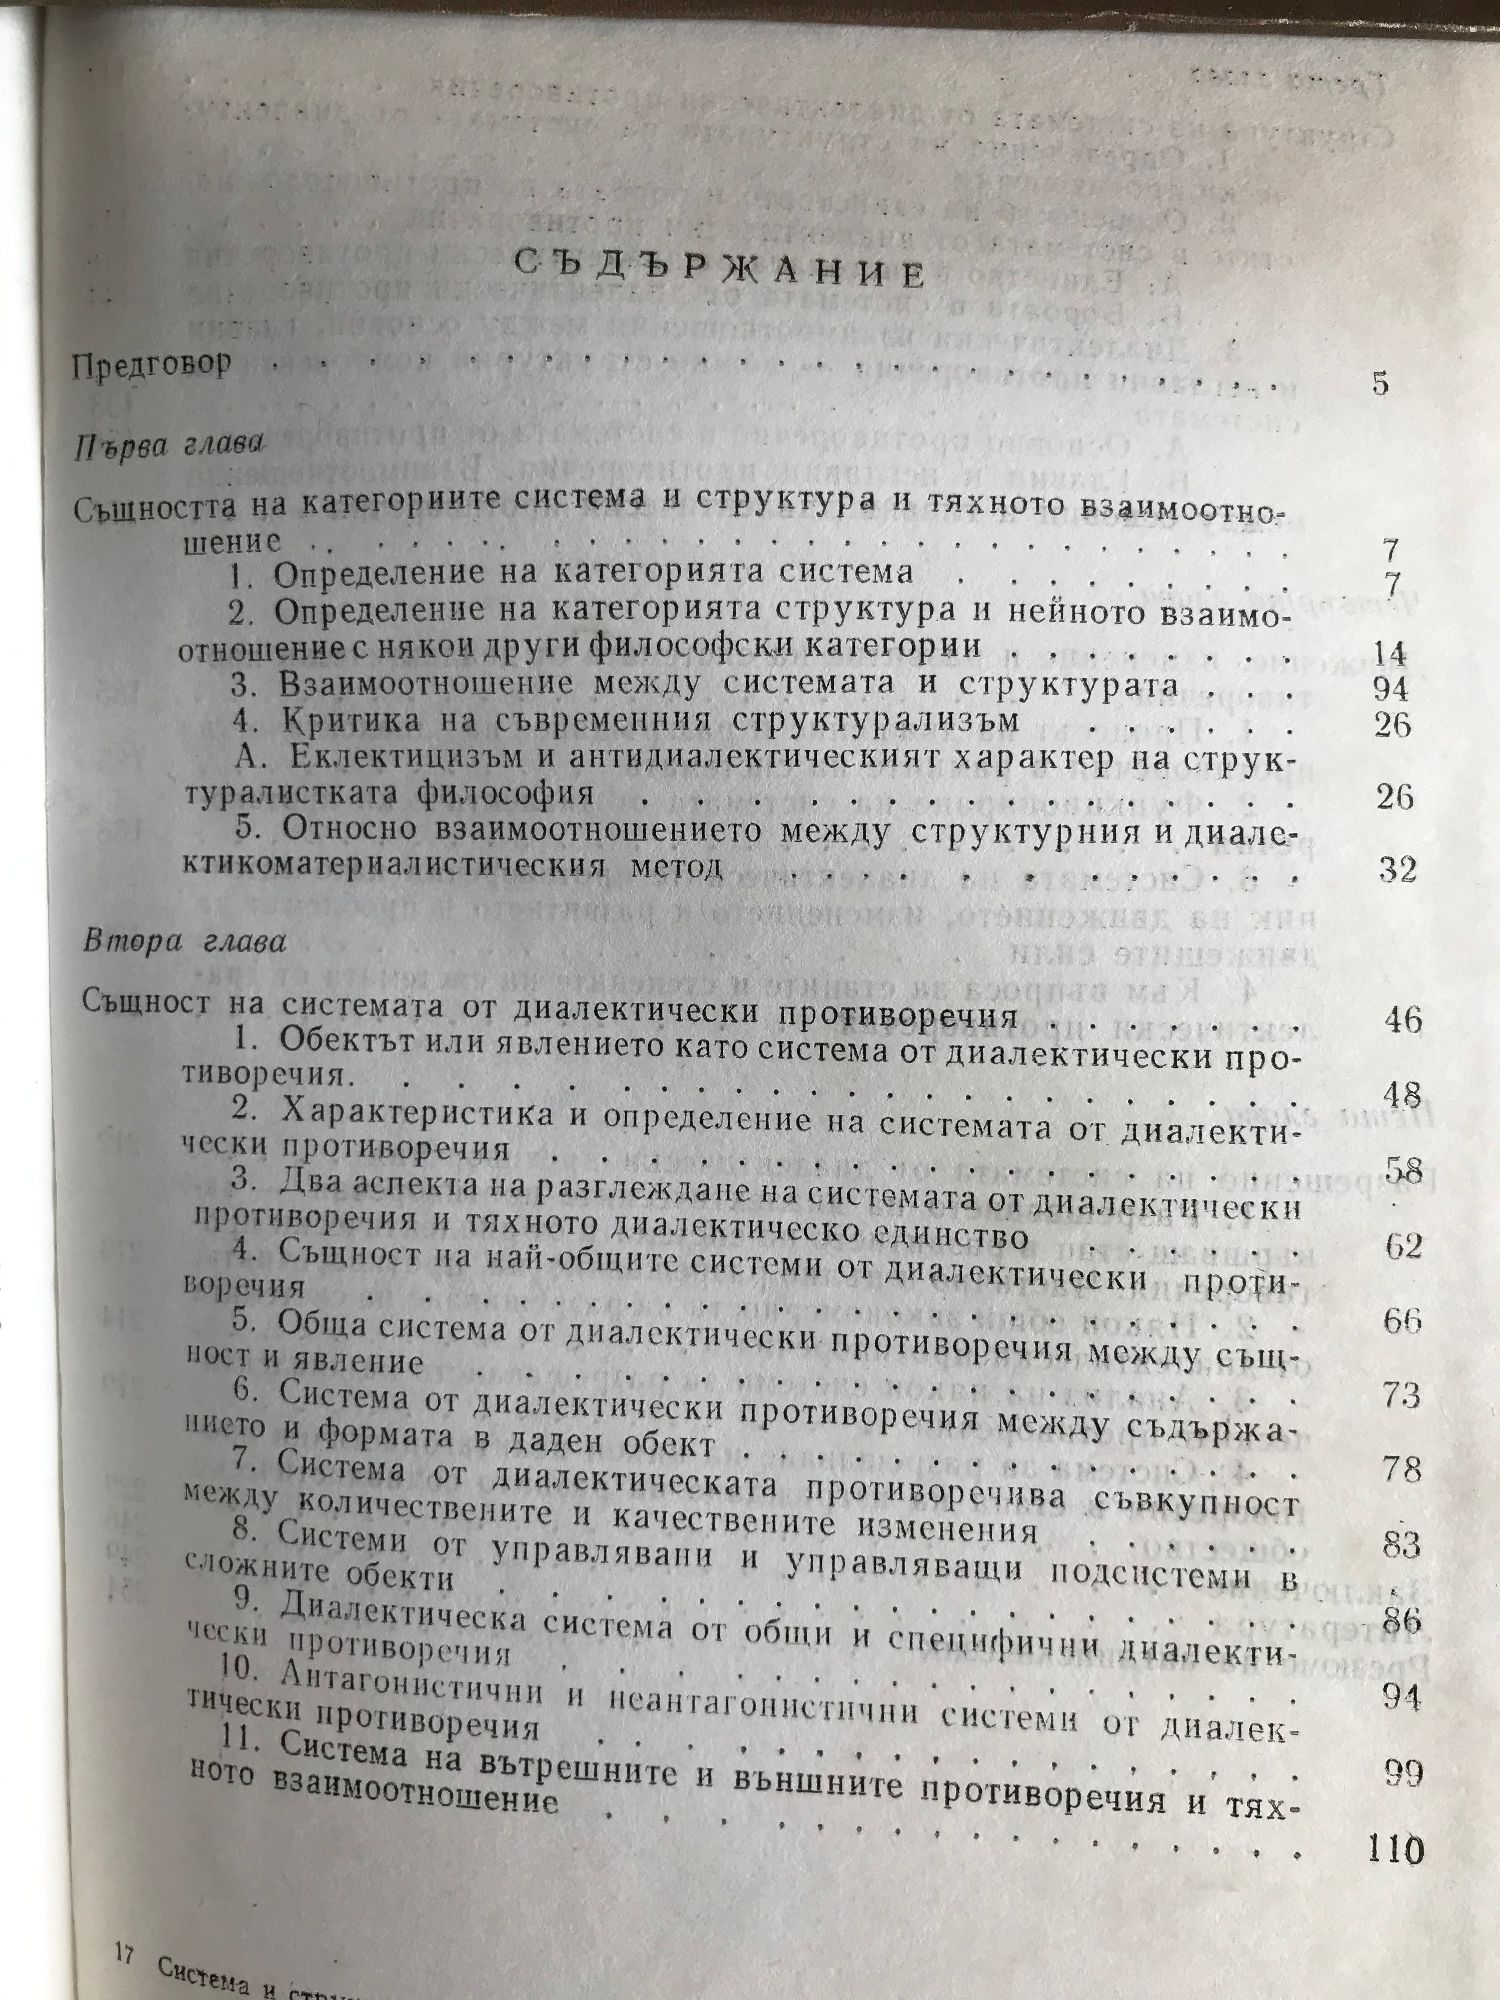 СЪДЪРЖАНИЕ
Предговор . . . . . . . . . . . . . . . . . . . . . . 5
Първа глава
Същността на категориите система и структура и тяхното взаимоотно-
шение . . . . . . . . . . . . . . . . . . . . . . 7
1. Определение на категорията система . . . . . . . . . 7
2. Определение на категорията структура и нейното взаимо-
отношение с някои други философски категории . . . . . . . . 14
3. Взаимоотношение между системата и структурата . . . 94
4. Критика на съвременния структурализъм . . . . . . 26
А. Еклектицизъм и антидиалектическият характер на струк-
туралистката философия . . . . . . . . . . . . . . 26
5. Относно взаимоотношението между структурния и диале-
ктикоматериалистическия метод . . . . . . . . . . . 32
Втора глава
Същност на системата от диалектически противоречия . . . . . . . 46
1. Обектът или явлението като система от диалектически про-
тиворечия. . . . . . . . . . . . . . . . . . . 48
2. Характеристика и определение на системата от диалекти-
чески противоречия . . . . . . . . . . . . . . . . 58
3. Два аспекта на разглеждане на системата от диалектически
противоречия и тяхното диалектическо единство . . . . . . 62
4. Същност на най-общите системи от диалектически проти-
воречия . . . . . . . . . . . . . . . . . . . . 66
5. Обща система от диалектически противоречия между същ-
ност и явление . . . . . . . . . . . . . . . . . . 73
6. Система от диалектически противоречия между съдържа-
нието и формата в даден обект . . . . . . . . . . . . . 78
7. Система от диалектическата противоречива съвкупност
между количествените и качествените изменения . . . . . . 83
8. Системи от управлявани и управляващи подсистеми в
сложните обекти . . . . . . . . . . . . . . . . . . 86
9. Диалектическа система от общи и специфични диалекти-
чески противоречия . . . . . . . . . . . . . . . . 94
10. Антагонистични и неантагонистични системи от диалек-
тически противоречия . . . . . . . . . . . . . . . 99
11. Система на вътрешните и външните противоречия и тях-
ното взаимоотношение . . . . . . . . . . . . . . . 110
17 Система и